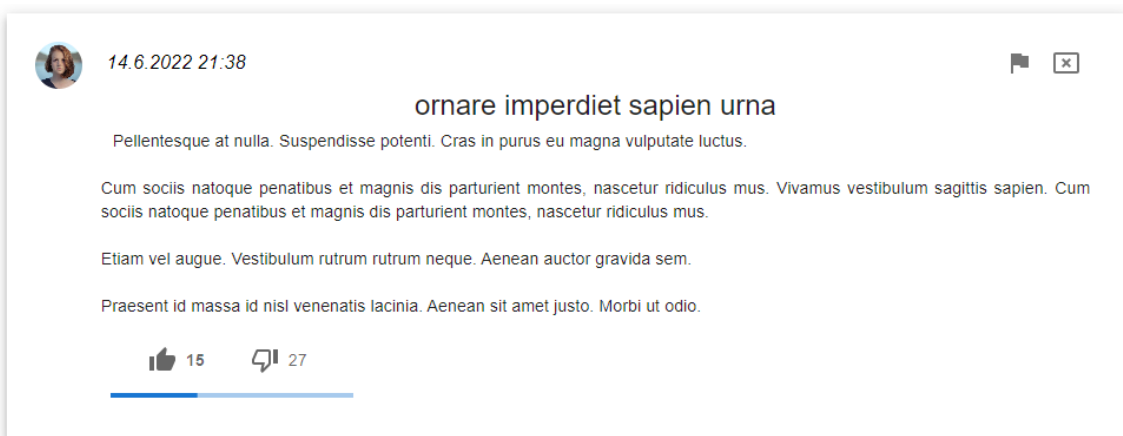 14.6.2022 21:38
ornare imperdiet sapien urna
Pellentesque at nulla. Suspendisse potenti. Cras in purus eu magna vulputate luctus.
Cum sociis natoque penatibus et magnis dis parturient montes, nascetur ridiculus mus. Vivamus vestibulum sagittis sapien. Cum
sociis natoque penatibus et magnis dis parturient montes, nascetur ridiculus mus.
Etiam vel augue. Vestibulum rutrum rutrum neque. Aenean auctor gravida sem.
Praesent id massa id nisl venenatis lacinia. Aenean sit amet justo. Morbi ut odio.
15 27